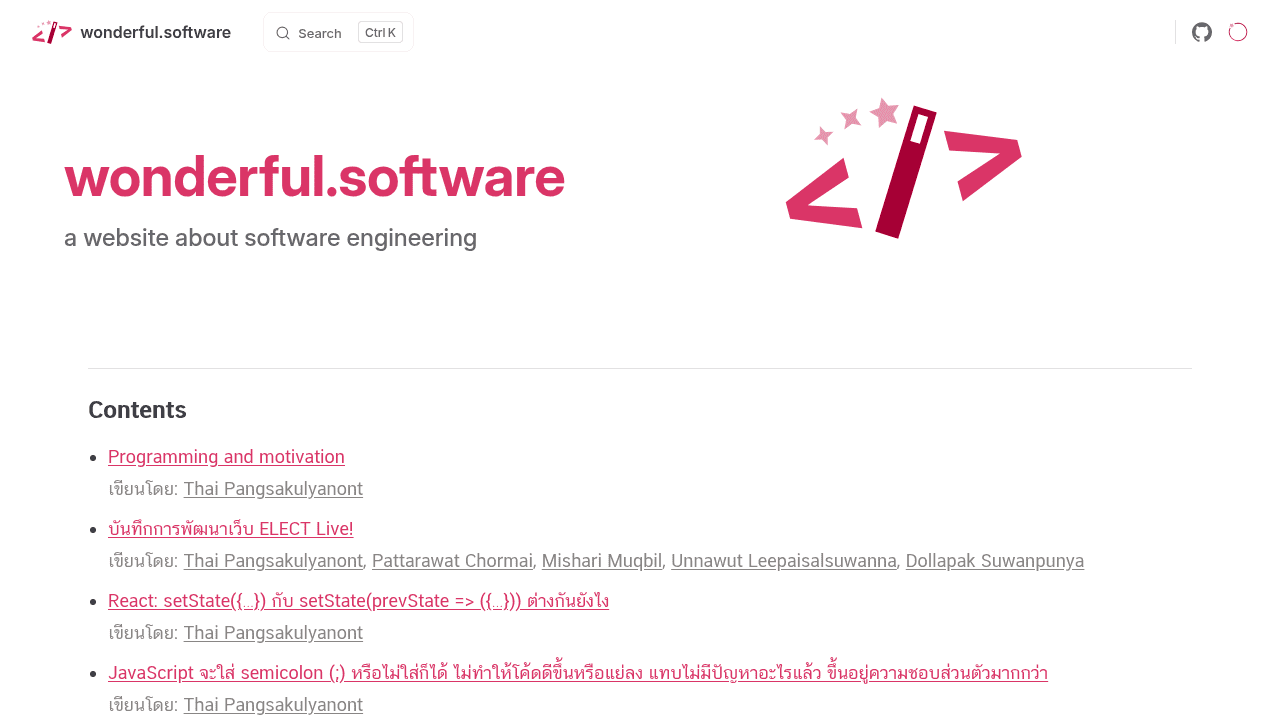 wonderful.software
Search Ctrl K
wonderful.software
a website about software engineering
Contents
Programming and motivation
เขียนโดย: Thai Pangsakulyanont
บันทึกการพัฒนาเว็บ ELECT Live!
เขียนโดย: Thai Pangsakulyanont, Pattarawat Chormai, Mishari Muqbil, Unnawut Leepaisalsuwanna, Dollapak Suwanpunya
React: setState({…}) กับ setState(prevState => ({…})) ต่างกันยังไง
เขียนโดย: Thai Pangsakulyanont
JavaScript จะใส่ semicolon (;) หรือไม่ใส่ก็ได้ ไม่ทำให้โค้ดดีขึ้นหรือแย่ลง แทบไม่มีปัญหาอะไรแล้ว ขึ้นอยู่ความชอบส่วนตัวมากกว่า
เขียนโดย: Thai Pangsakulyanont